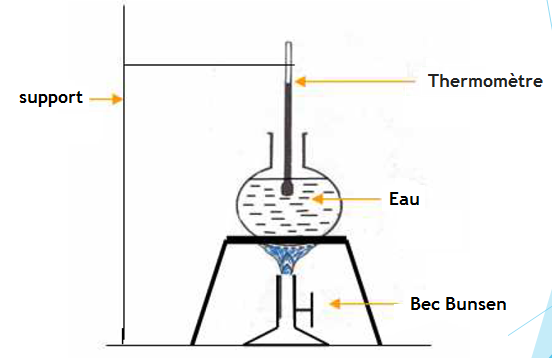 Thermomètre
support
Eau
Bec Bunsen